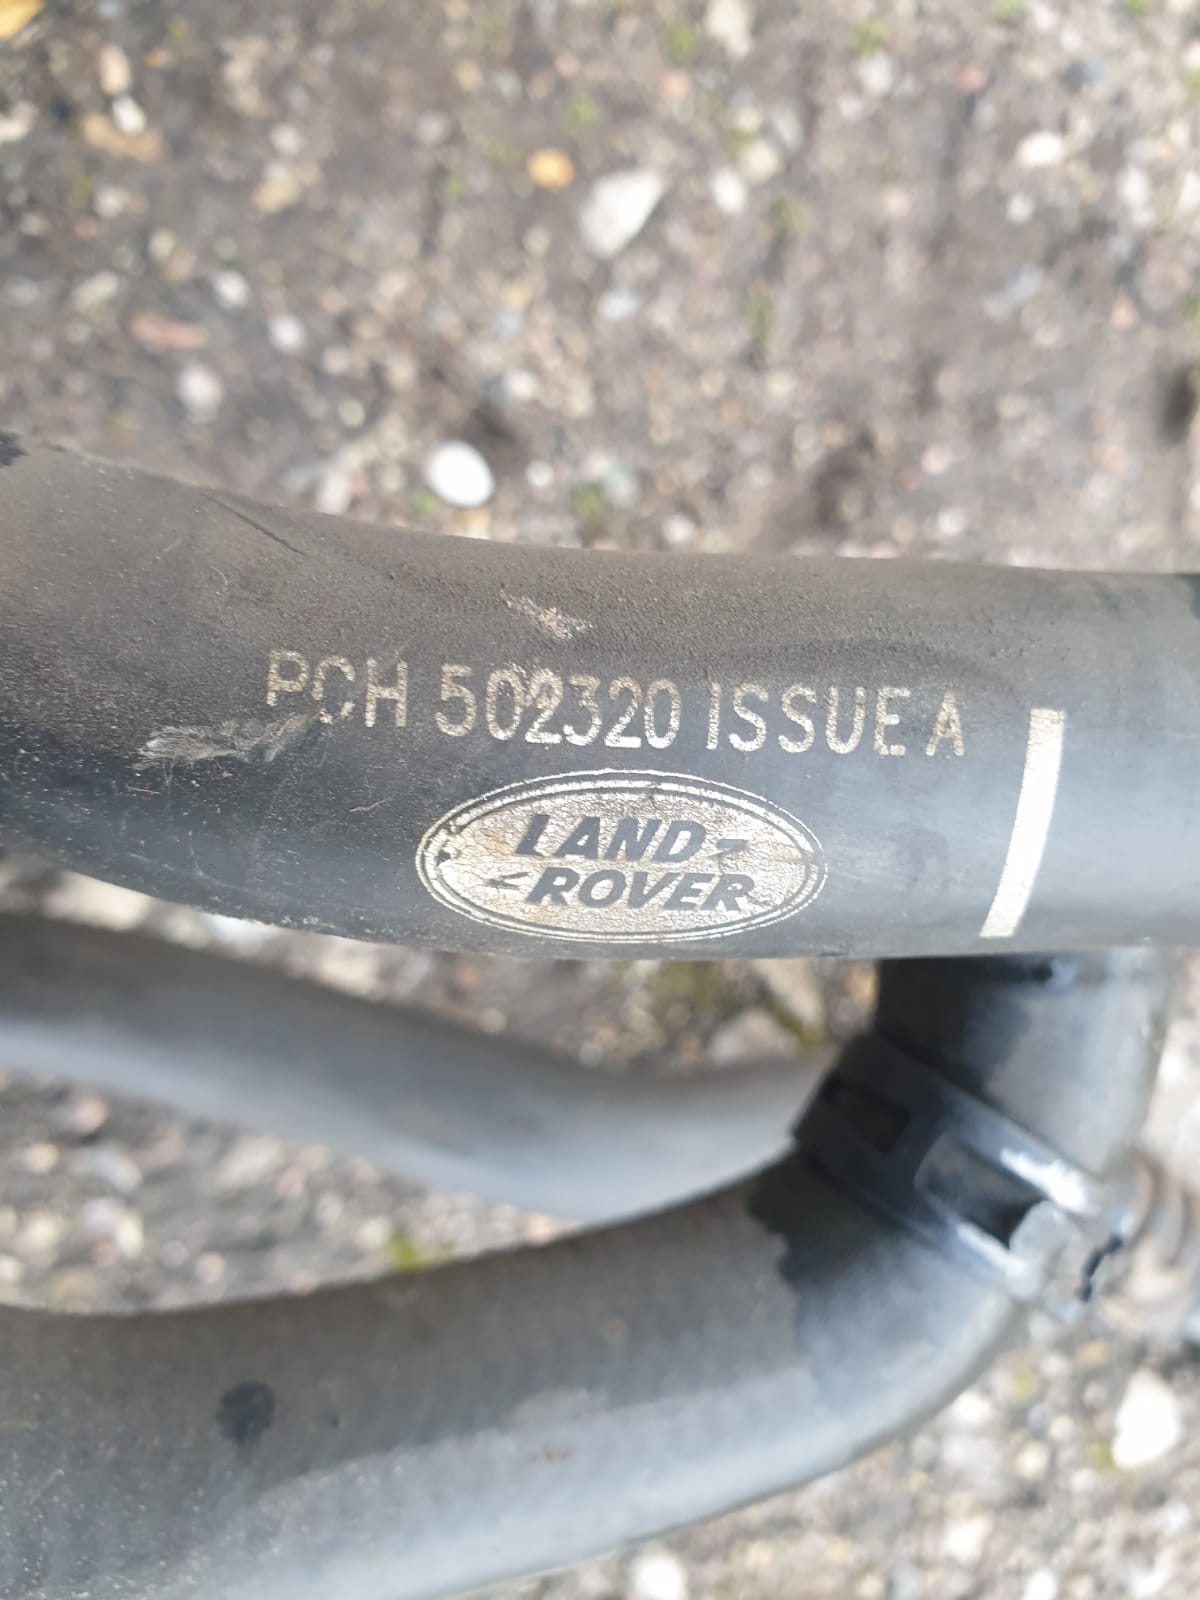 PCH 502320 ISSUE A
LAND-
ROVER